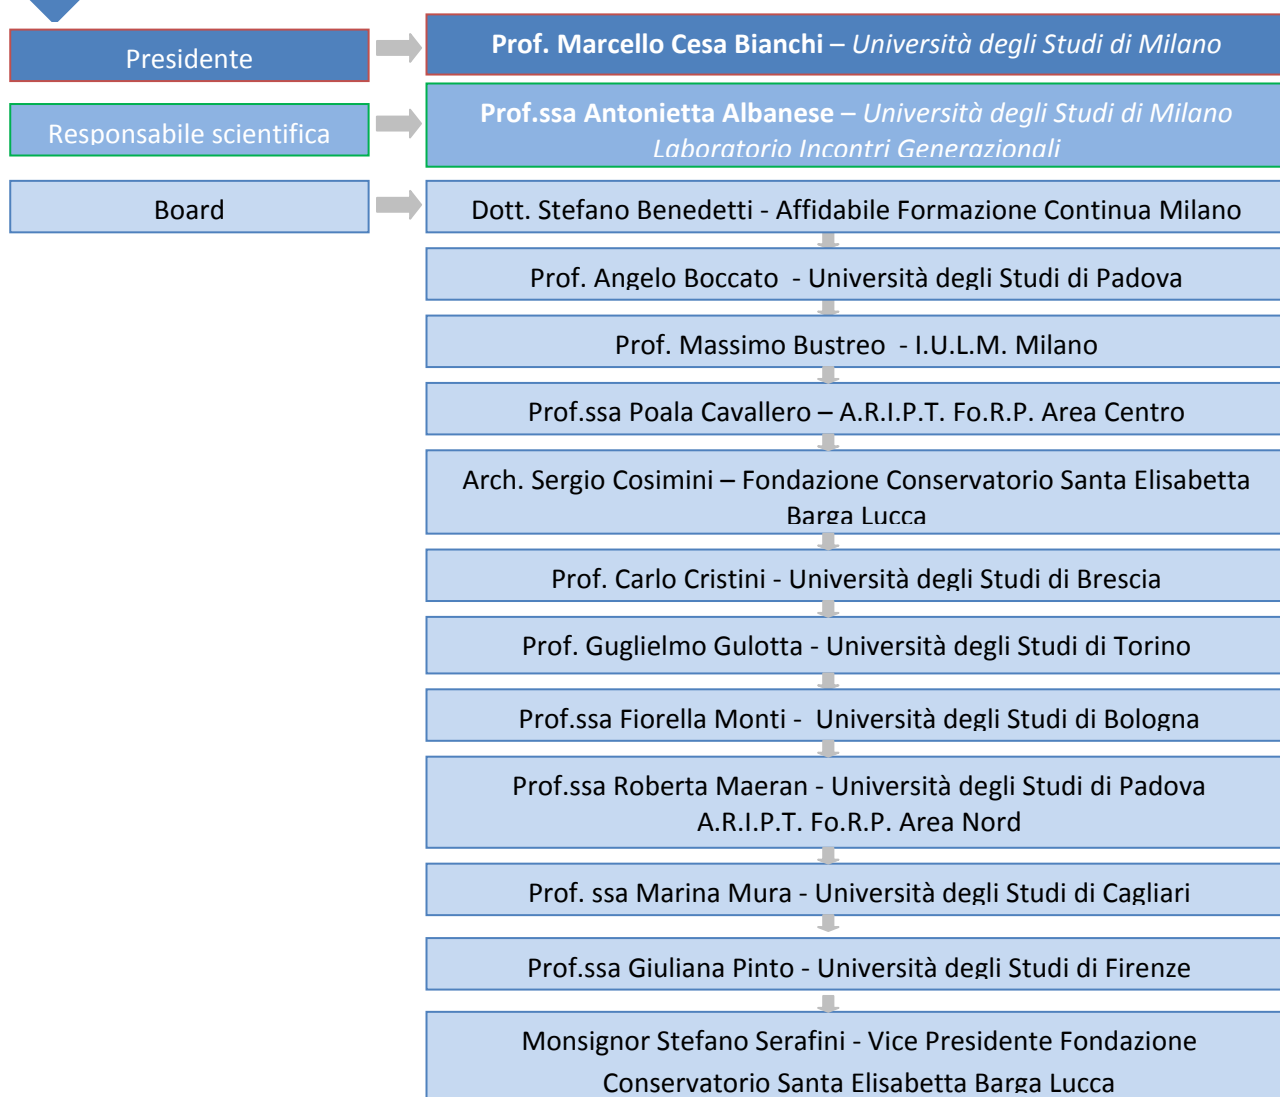 Presidente
Prof. Marcello Cesa Bianchi – Università degli Studi di Milano
Responsabile scientifica
Prof.ssa Antonietta Albanese – Università degli Studi di Milano
Laboratorio Incontri Generazionali
Board
Dott. Stefano Benedetti - Affidabile Formazione Continua Milano
Prof. Angelo Boccato - Università degli Studi di Padova
Prof. Massimo Bustreo - I.U.L.M. Milano
Prof.ssa Poala Cavallero – A.R.I.P.T. Fo.R.P. Area Centro
Arch. Sergio Cosimini – Fondazione Conservatorio Santa Elisabetta
Barga Lucca
Prof. Carlo Cristini - Università degli Studi di Brescia
Prof. Guglielmo Gulotta - Università degli Studi di Torino
Prof.ssa Fiorella Monti - Università degli Studi di Bologna
Prof.ssa Roberta Maeran - Università degli Studi di Padova
A.R.I.P.T. Fo.R.P. Area Nord
Prof. ssa Marina Mura - Università degli Studi di Cagliari
Prof.ssa Giuliana Pinto - Università degli Studi di Firenze
Monsignor Stefano Serafini - Vice Presidente Fondazione
Conservatorio Santa Elisabetta Barga Lucca